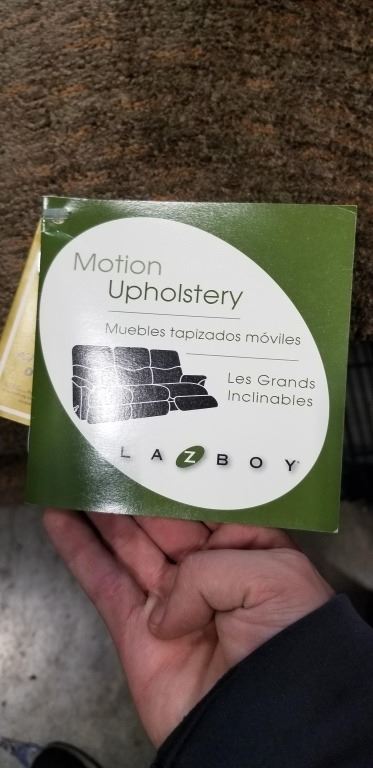 Motion
Upholstery
Muebles tapizados móviles
Les Grands
Inclinables
LAZBOY